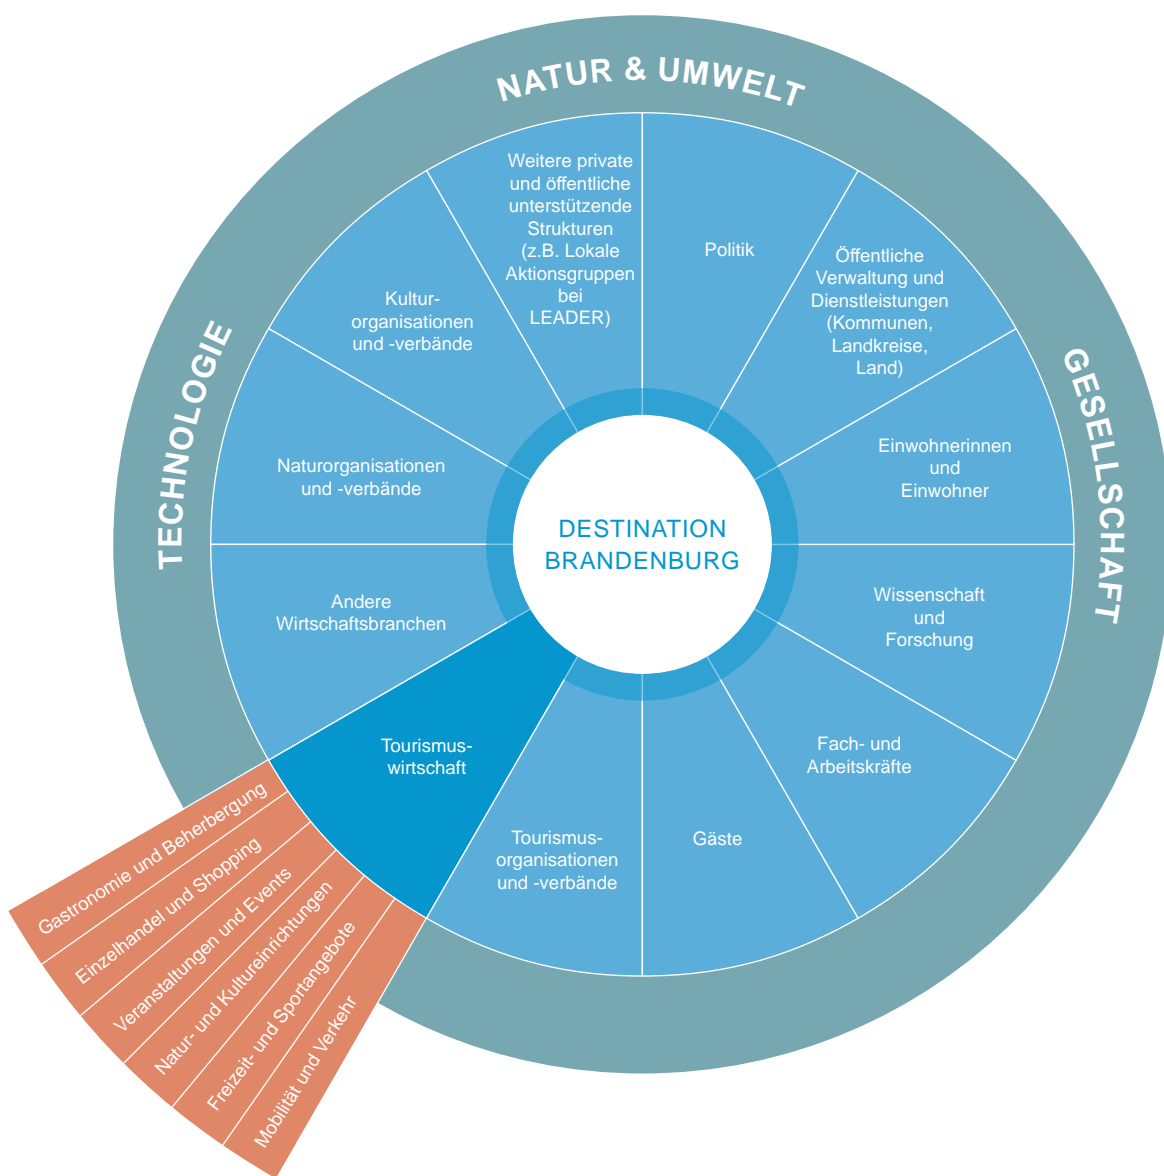 NATUR & UMWELT
TECHNOLOGIE
GESELLSCHAFT
Weitere private
und öffentliche
unterstützende
Strukturen
(z.B. Lokale
Aktionsgruppen
bei
LEADER)
Politik
Öffentliche
Verwaltung und
Dienstleistungen
(Kommunen,
Landkreise,
Land)
Einwohnerinnen
und
Einwohner
Wissenschaft
und
Forschung
Fach- und
Arbeitskräfte
Gäste
Tourismus-
organisationen
und -verbände
Tourismus-
wirtschaft
Andere
Wirtschaftsbranchen
Naturorganisationen
und -verbände
Kultur-
organisationen
und -verbände
DESTINATION
BRANDENBURG
Gastronomie und Beherbergung
Einzelhandel und Shopping
Veranstaltungen und Events
Natur- und Kultureinrichtungen
Freizeit- und Sportangebote
Mobilität und Verkehr